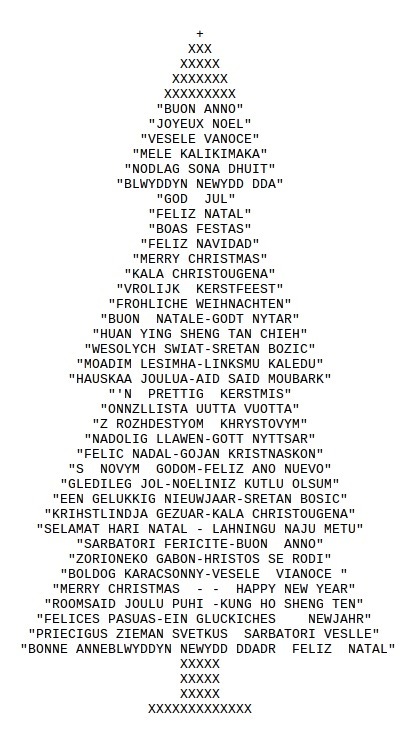 +
XXX
XXXXX
XXXXXXX
XXXXXXXXX
"BUON ANNO"
"JOYEUX NOEL"
"VESELE VANOCE"
"MELE KALIKIMAKA"
"NODLAG SONA DHUIT"
"BLWYDDYN NEWYDD DDA"
"GOD  JUL"
"FELIZ NATAL"
"BOAS FESTAS"
"FELIZ NAVIDAD"
"MERRY CHRISTMAS"
"KALA CHRISTOUGENA"
"VROLIJK  KERSTFEEST"
"FROHLICHE WEIHNACHTEN"
"BUON  NATALE-GODT NYTAR"
"HUAN YING SHENG TAN CHIEH"
"WESOLYCH SWIAT-SRETAN BOZIC"
"MOADIM LESIMHA-LINKSMU KALEDU"
"HAUSKAA JOULUA-AID SAID MOUBARK"
"'N  PRETTIG  KERSTMIS"
"ONNZLLISTA UUTTA VUOTTA"
"Z ROZHDESTYOM  KHRYSTOVYM"
"NADOLIG LLAWEN-GOTT NYTTSAR"
"FELIC NADAL-GOJAN KRISTNASKON"
"S  NOVYM  GODOM-FELIZ ANO NUEVO"
"GLEDILEG JOL-NOELINIZ KUTLU OLSUM"
"EEN GELUKKIG NIEUWJAAR-SRETAN BOSIC"
"KRIHSTLINDJA GEZUAR-KALA CHRISTOUGENA"
"SELAMAT HARI NATAL - LAHNINGU NAJU METU"
"SARBATORI FERICITE-BUON  ANNO"
"ZORIONEKO GABON-HRISTOS SE RODI"
"BOLDOG KARACSONNY-VESELE  VIANOCE "
"MERRY CHRISTMAS  - -  HAPPY NEW YEAR"
"ROOMSAID JOULU PUHI -KUNG HO SHENG TEN"
"FELICES PASUAS-EIN GLUCKICHES    NEWJAHR"
"PRIECIGUS ZIEMAN SVETKUS  SARBATORI VESLLE"
"BONNE ANNEBLWYDDYN NEWYDD DDADR  FELIZ  NATAL"
XXXXX
XXXXX
XXXXX
XXXXXXXXXXXXX